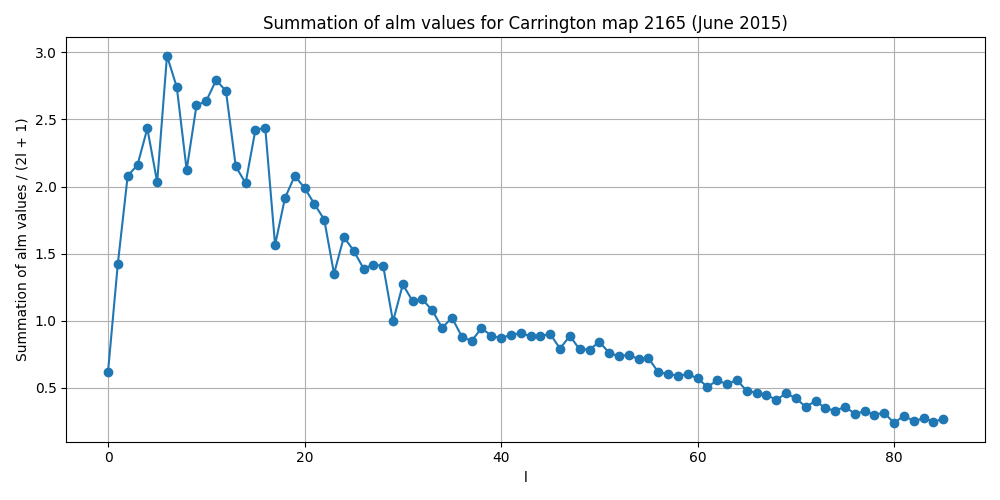 Summation of alm values for Carrington map 2165 (June 2015)
Summation of alm values / (2l + 1)
3.0
2.5
2.0
1.5
1.0
0.5
0 20 40 60 80
l